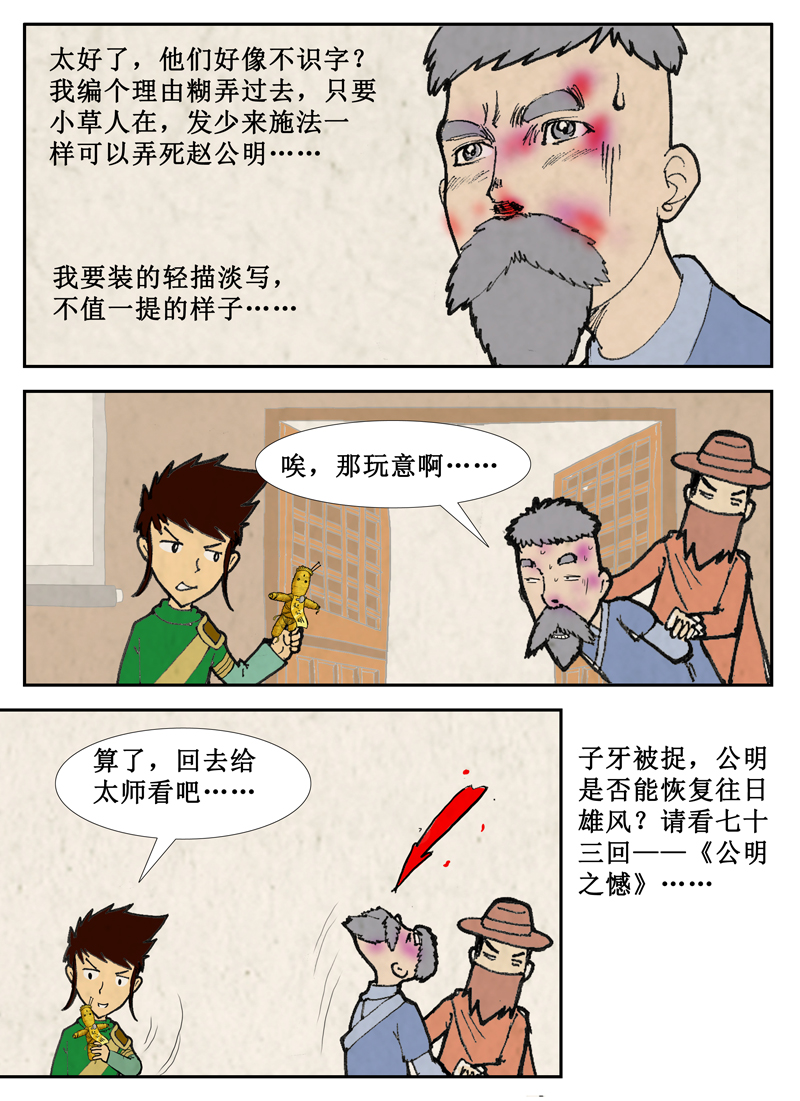 太好了，他们好像不识字？
我编个理由糊弄过去，只要
小草人在，发少来施法一
样可以弄死赵公明……
我要装的轻描淡写，
不值一提的样子……
唉，那玩意啊……
算了，回去给
太师看吧……
子牙被捉，公明
是否能恢复往日
雄风？请看七十
三回——《公明
之憾》……